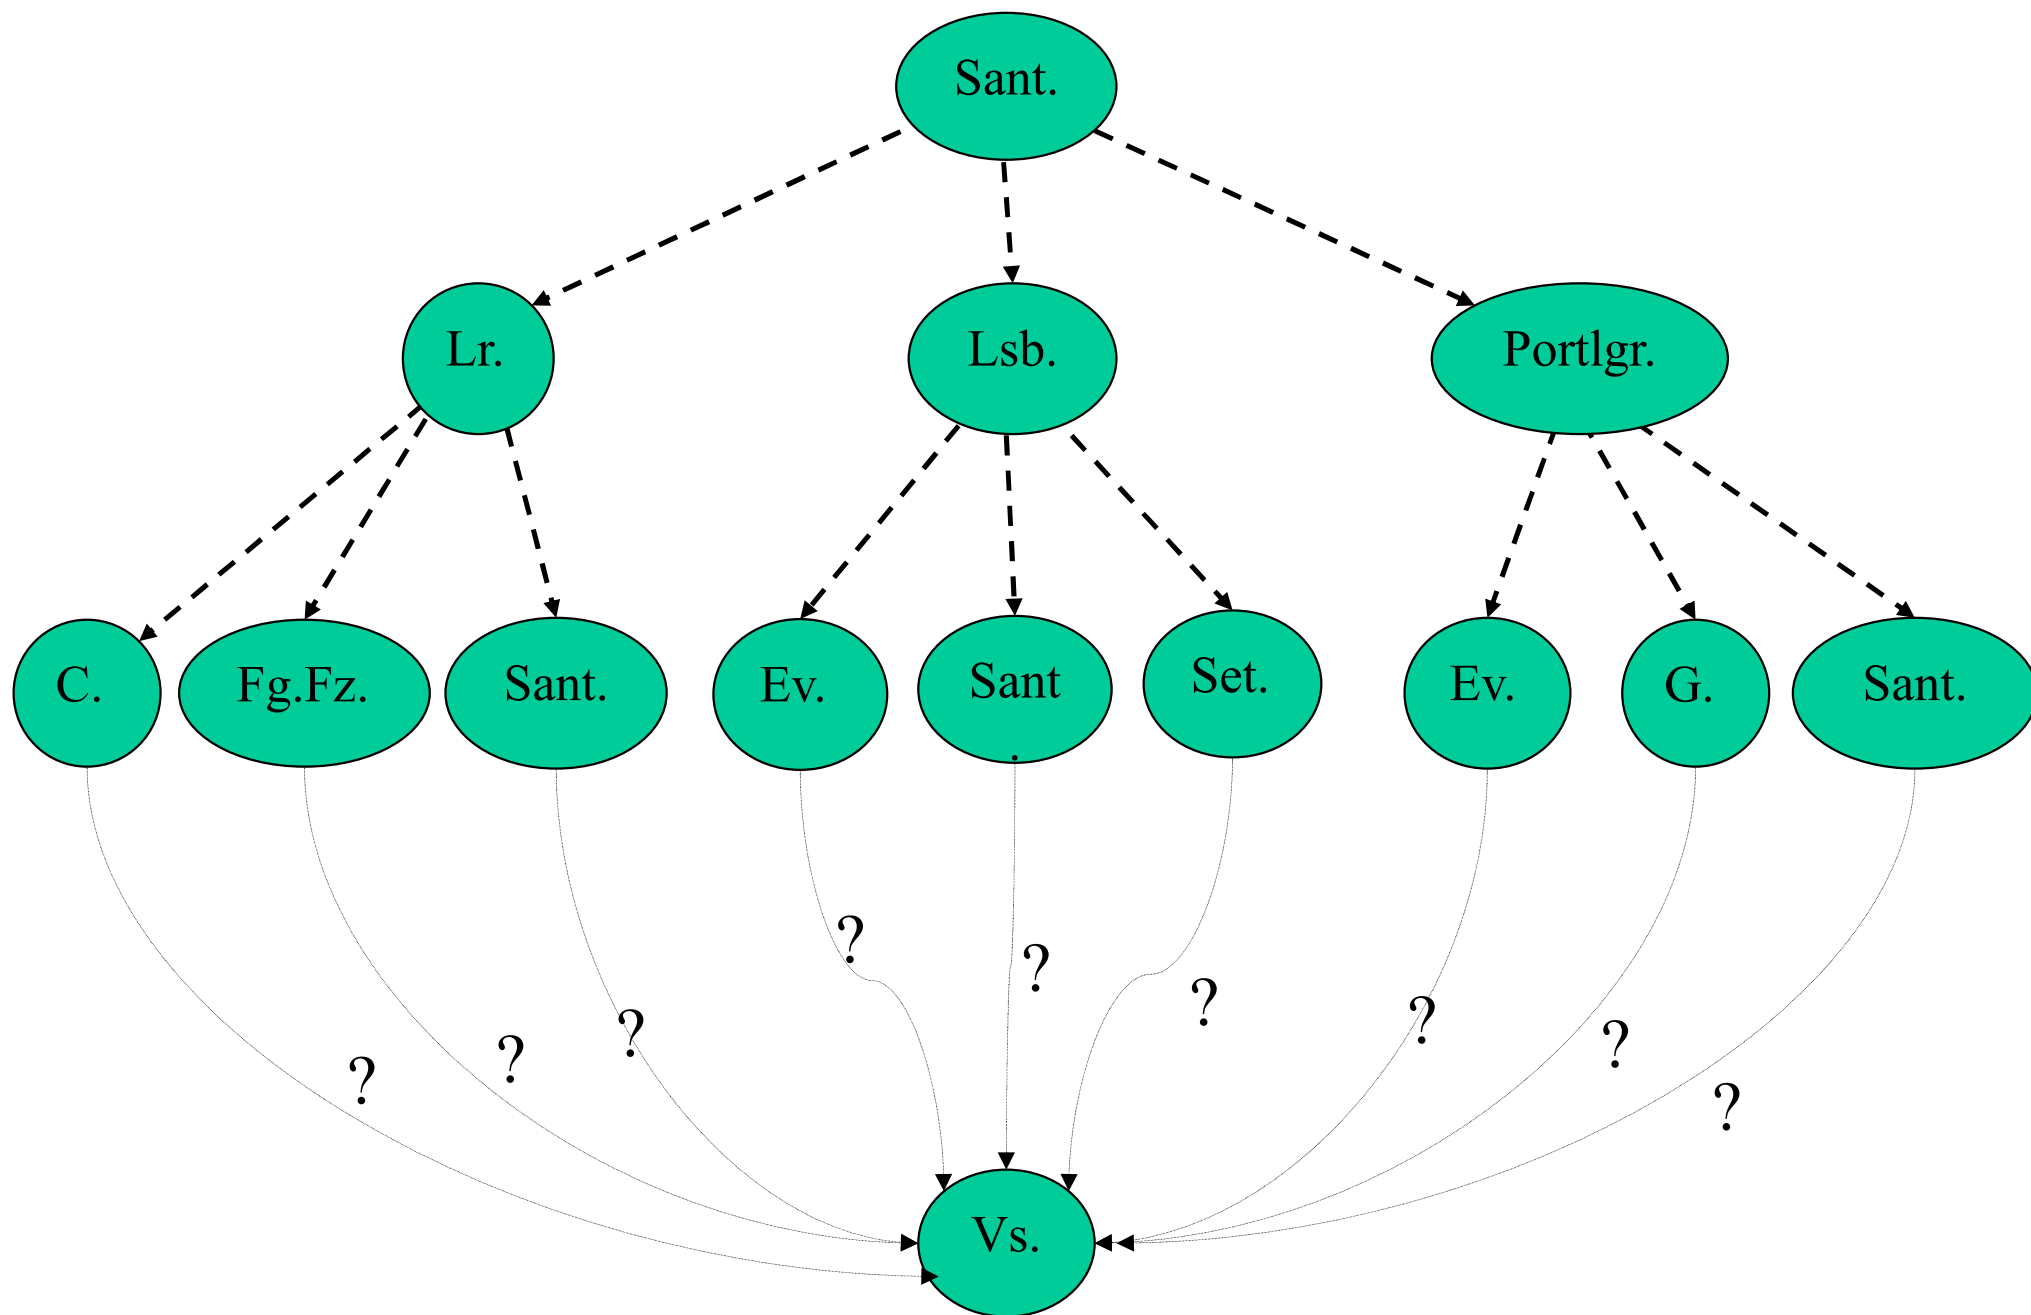 Sant.
Lr.
Lsb.
Portlgr.
C.
Fg.Fz.
Sant.
Ev.
Sant
.
Set.
Ev.
G.
Sant.
?
?
?
?
?
?
?
?
?
Vs.